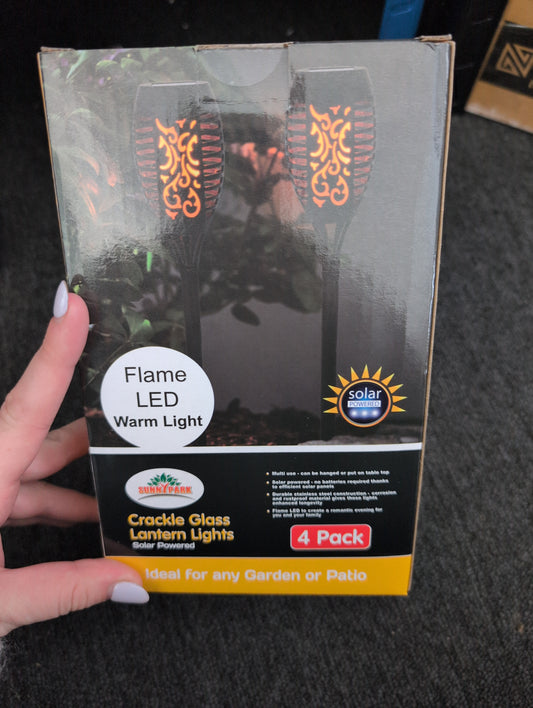 Flame
LED
Warm Light
solar
POWERED
SUNNYPARK
Crackle Glass
Lantern Lights
Solar Powered
Multi use - can be hanged or put on table top
Solar powered - no batteries required thanks
to efficient solar panels
Durable stainless steel construction - corrosion
and rustproof material gives these lights
enhanced longevity
Flame LED to create a romantic evening for
you and your family
4 Pack
Ideal for any Garden or Patio